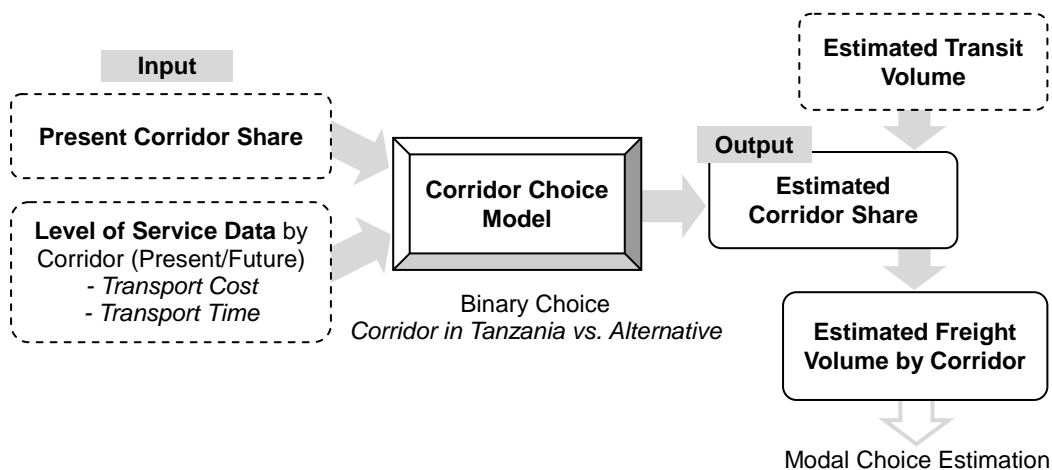 Input
Present Corridor Share
Level of Service Data by
Corridor (Present/Future)
- Transport Cost
- Transport Time
Corridor Choice
Model
Binary Choice
Corridor in Tanzania vs. Alternative
Estimated Transit
Volume
Output
Estimated
Corridor Share
Estimated Freight
Volume by Corridor
Modal Choice Estimation